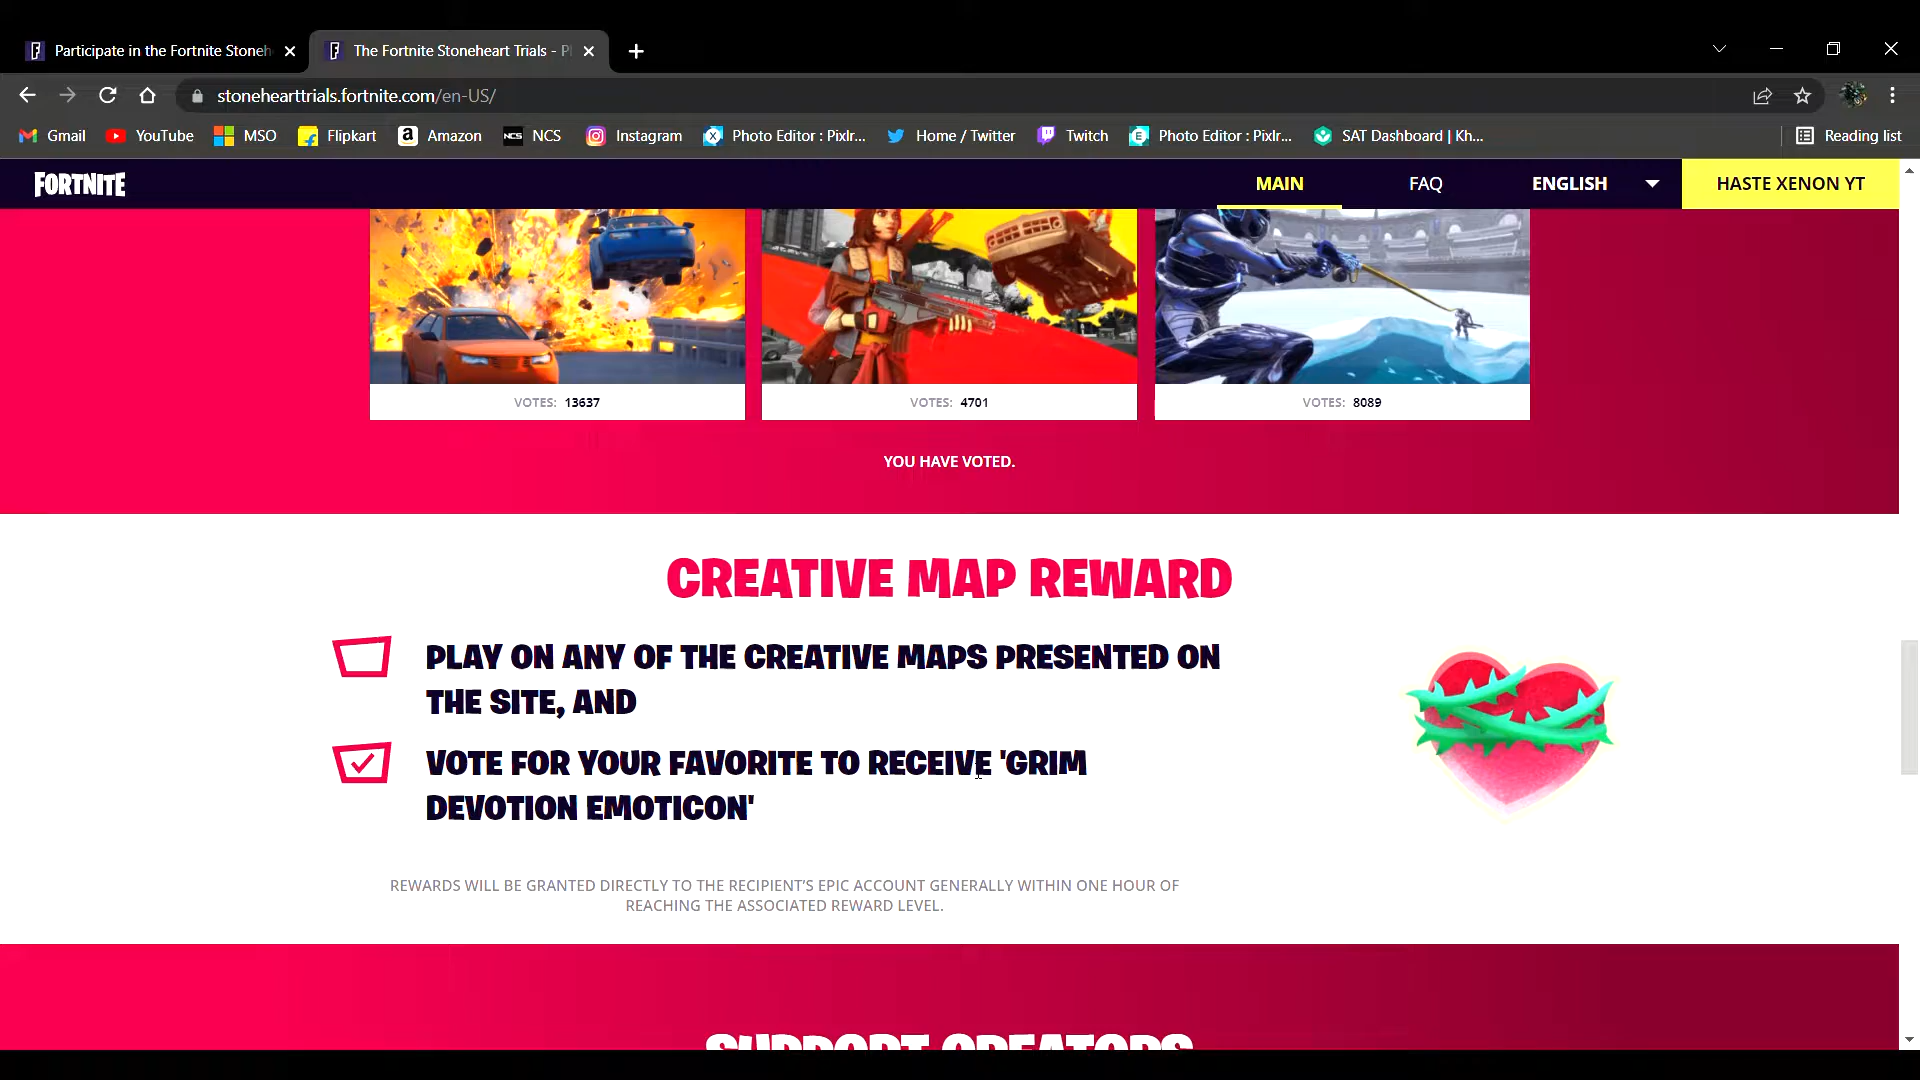 Participate in the Fortnite Stoneh
The Fortnite Stoneheart Trials - Pl
stonehearttrials.fortnite.com/en-US/
Gmail YouTube MSO Flipkart Amazon NCS Instagram Photo Editor : Pixlr... Home / Twitter Twitch Photo Editor : Pixlr... SAT Dashboard | Kh... Reading list
FORTNITE MAIN FAQ ENGLISH HASTE XENON YT
VOTES: 13637 VOTES: 4701 VOTES: 8089
YOU HAVE VOTED.
CREATIVE MAP REWARD
PLAY ON ANY OF THE CREATIVE MAPS PRESENTED ON
THE SITE, AND
VOTE FOR YOUR FAVORITE TO RECEIVE 'GRIM
DEVOTION EMOTICON'
REWARDS WILL BE GRANTED DIRECTLY TO THE RECIPIENT'S EPIC ACCOUNT GENERALLY WITHIN ONE HOUR OF
REACHING THE ASSOCIATED REWARD LEVEL.
SUPPORT CREATORS